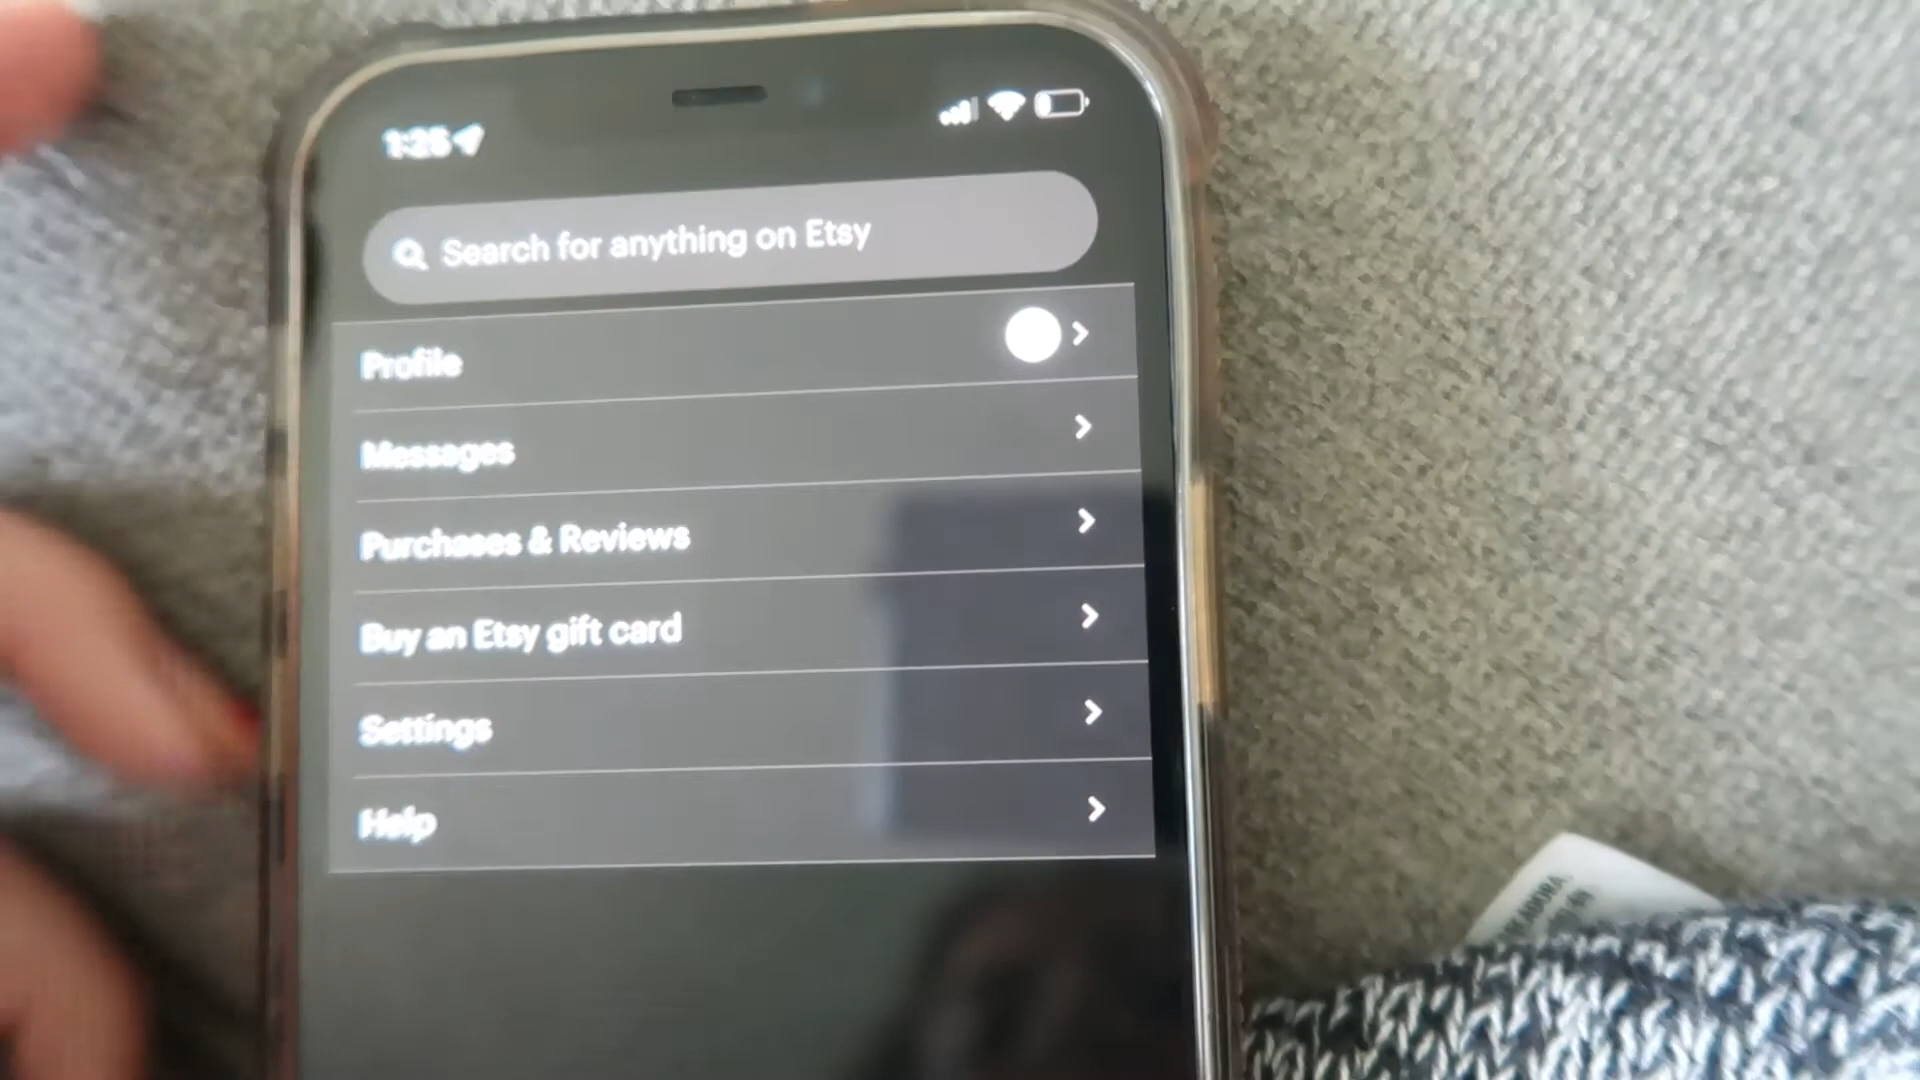 1:25
Search for anything on Etsy
Profile
Messages
Purchases & Reviews
Buy an Etsy gift card
Settings
Help